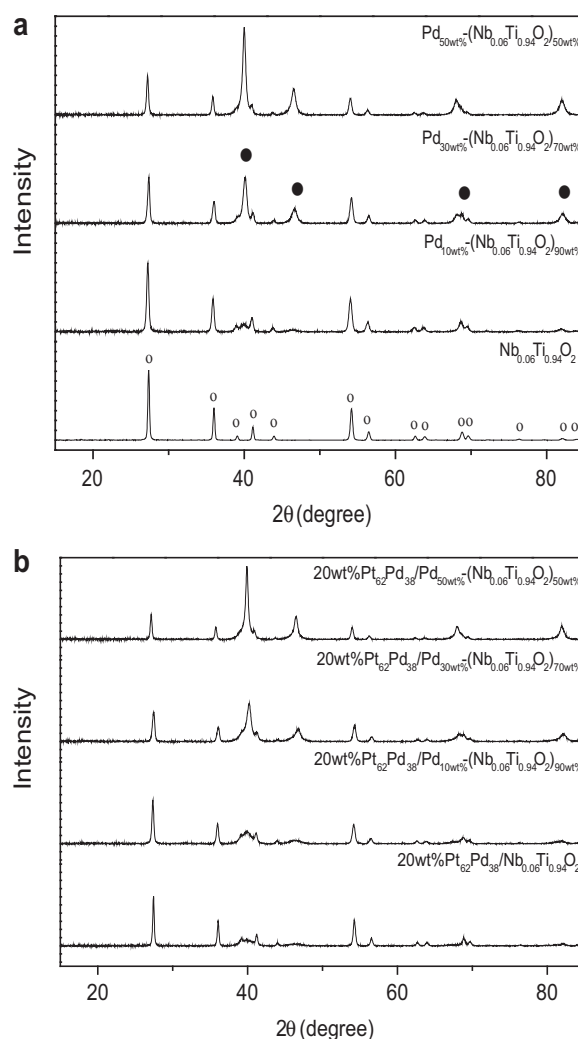 a
Pd50wt%-(Nb0.06Ti0.94O2)50wt%
Pd30wt%-(Nb0.06Ti0.94O2)70wt%
Pd10wt%-(Nb0.06Ti0.94O2)90wt%
Nb0.06Ti0.94O2
Intensity
o o o o o o o o o o o o o o
20 40 60 80
2θ (degree)
b
20wt%Pt62Pd38/Pd50wt%-(Nb0.06Ti0.94O2)50wt%
20wt%Pt62Pd38/Pd30wt%-(Nb0.06Ti0.94O2)70wt%
20wt%Pt62Pd38/Pd10wt%-(Nb0.06Ti0.94O2)90wt%
20wt%Pt62Pd38/Nb0.06Ti0.94O2
Intensity
20 40 60 80
2θ (degree)